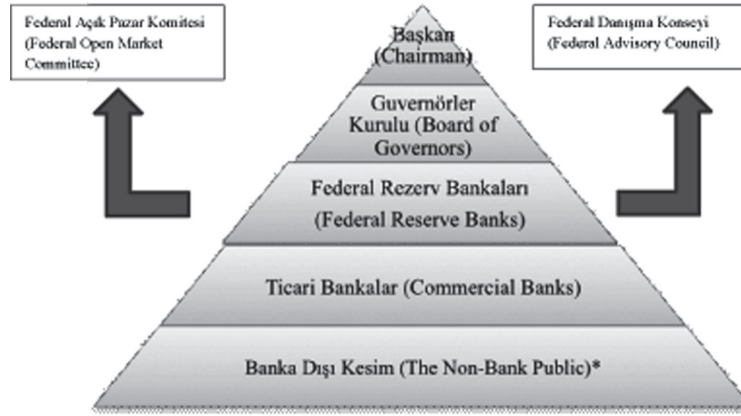 Federal Açık Pazar Komitesi
(Federal Open Market
Committee)
Federal Danışma Konseyi
(Federal Advisory Council)
Başkan
(Chairman)
Guvernörler
Kurulu (Board of
Governors)
Federal Rezerv Bankaları
(Federal Reserve Banks)
Ticari Bankalar (Commercial Banks)
Banka Dışı Kesim (The Non-Bank Public)*